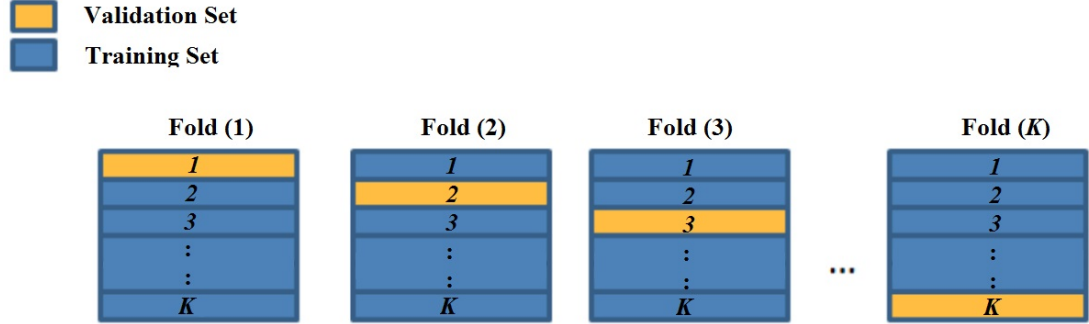 Validation Set
Training Set
Fold (1)
1
2
3
:
:
K
Fold (2)
1
2
3
:
:
K
Fold (3)
1
2
3
:
:
K
...
Fold (K)
1
2
3
:
:
K